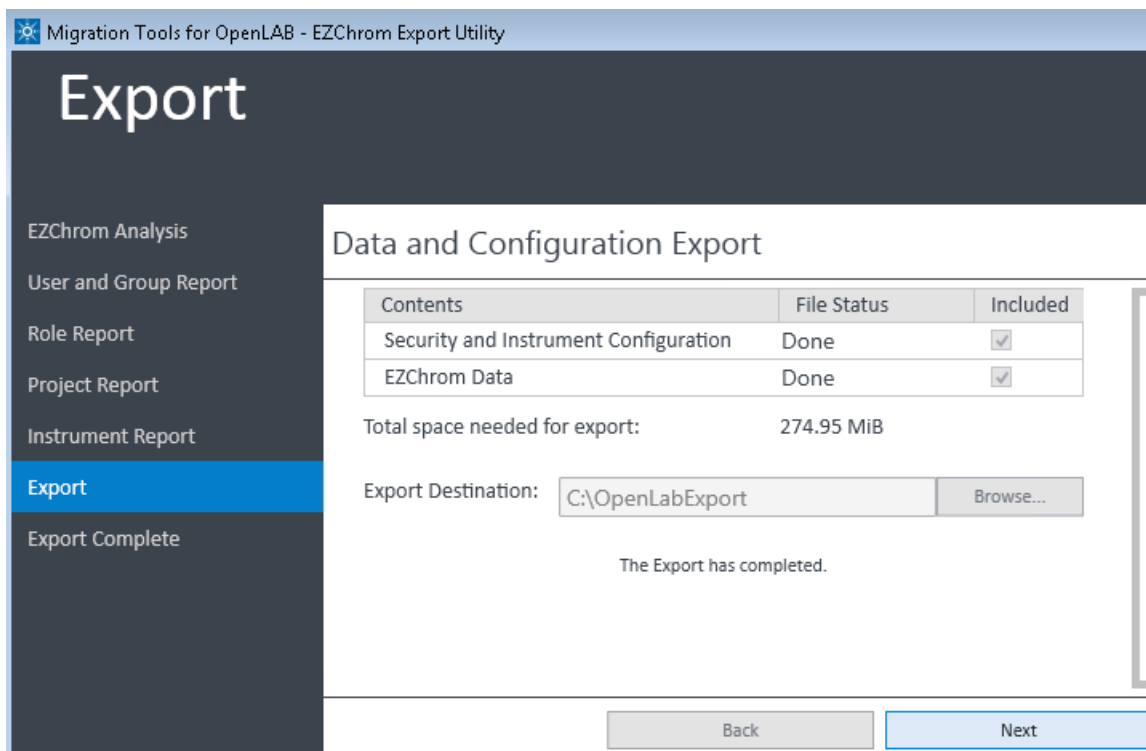 Migration Tools for OpenLAB - EZChrom Export Utility
Export
EZChrom Analysis
User and Group Report
Role Report
Project Report
Instrument Report
Export
Export Complete
Data and Configuration Export
Contents File Status Included
Security and Instrument Configuration Done
EZChrom Data Done
Total space needed for export: 274.95 MiB
Export Destination: C:\OpenLabExport Browse...
The Export has completed.
Back Next